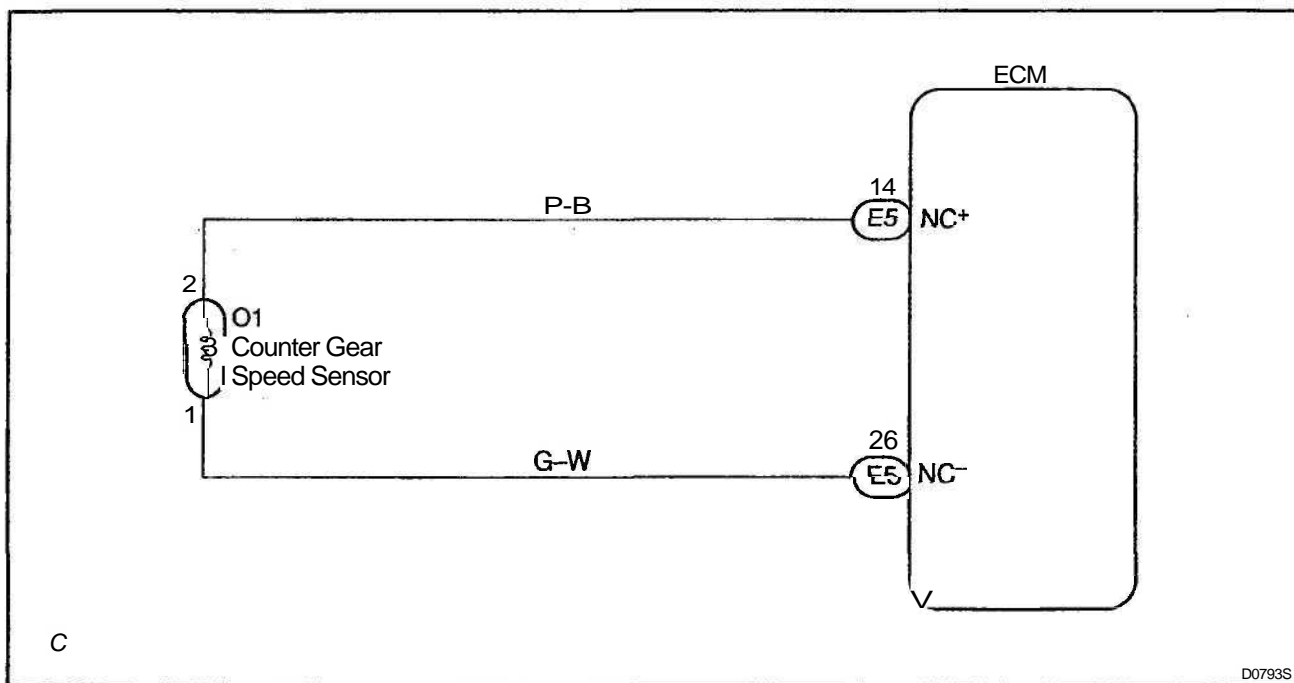 ECM
14
P-B
E5
NC+
2
O1
Counter Gear
Speed Sensor
1
26
G-W
E5
NC-
V
C
D0793S